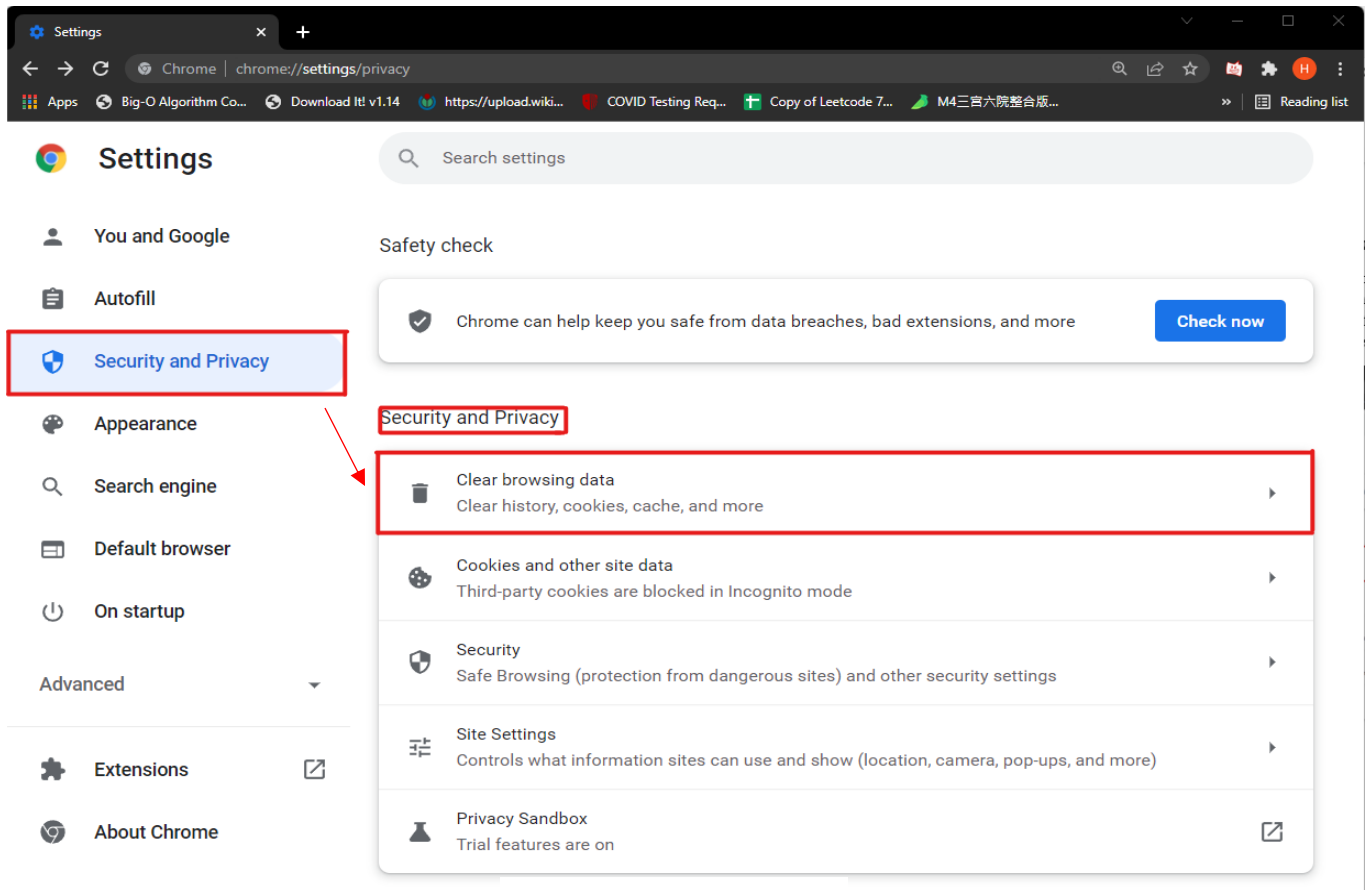 Settings
Chrome | chrome://settings/privacy
H
Apps Big-O Algorithm Co... Download It! v1.14 https://upload.wiki... COVID Testing Req... Copy of Leetcode 7... M4三宫六院整合版... » Reading list
Settings
Search settings
You and Google
Autofill
Security and Privacy
Appearance
Search engine
Default browser
On startup
Advanced
Extensions
About Chrome
Safety check
Chrome can help keep you safe from data breaches, bad extensions, and more
Check now
Security and Privacy
Clear browsing data
Clear history, cookies, cache, and more
Cookies and other site data
Third-party cookies are blocked in Incognito mode
Security
Safe Browsing (protection from dangerous sites) and other security settings
Site Settings
Controls what information sites can use and show (location, camera, pop-ups, and more)
Privacy Sandbox
Trial features are on